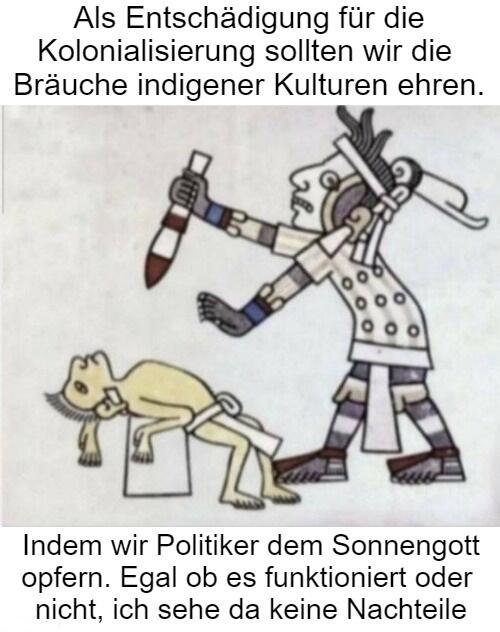 Als Entschädigung für die
Kolonialisierung sollten wir die
Bräuche indigener Kulturen ehren.
Indem wir Politiker dem Sonnengott
opfern. Egal ob es funktioniert oder
nicht, ich sehe da keine Nachteile